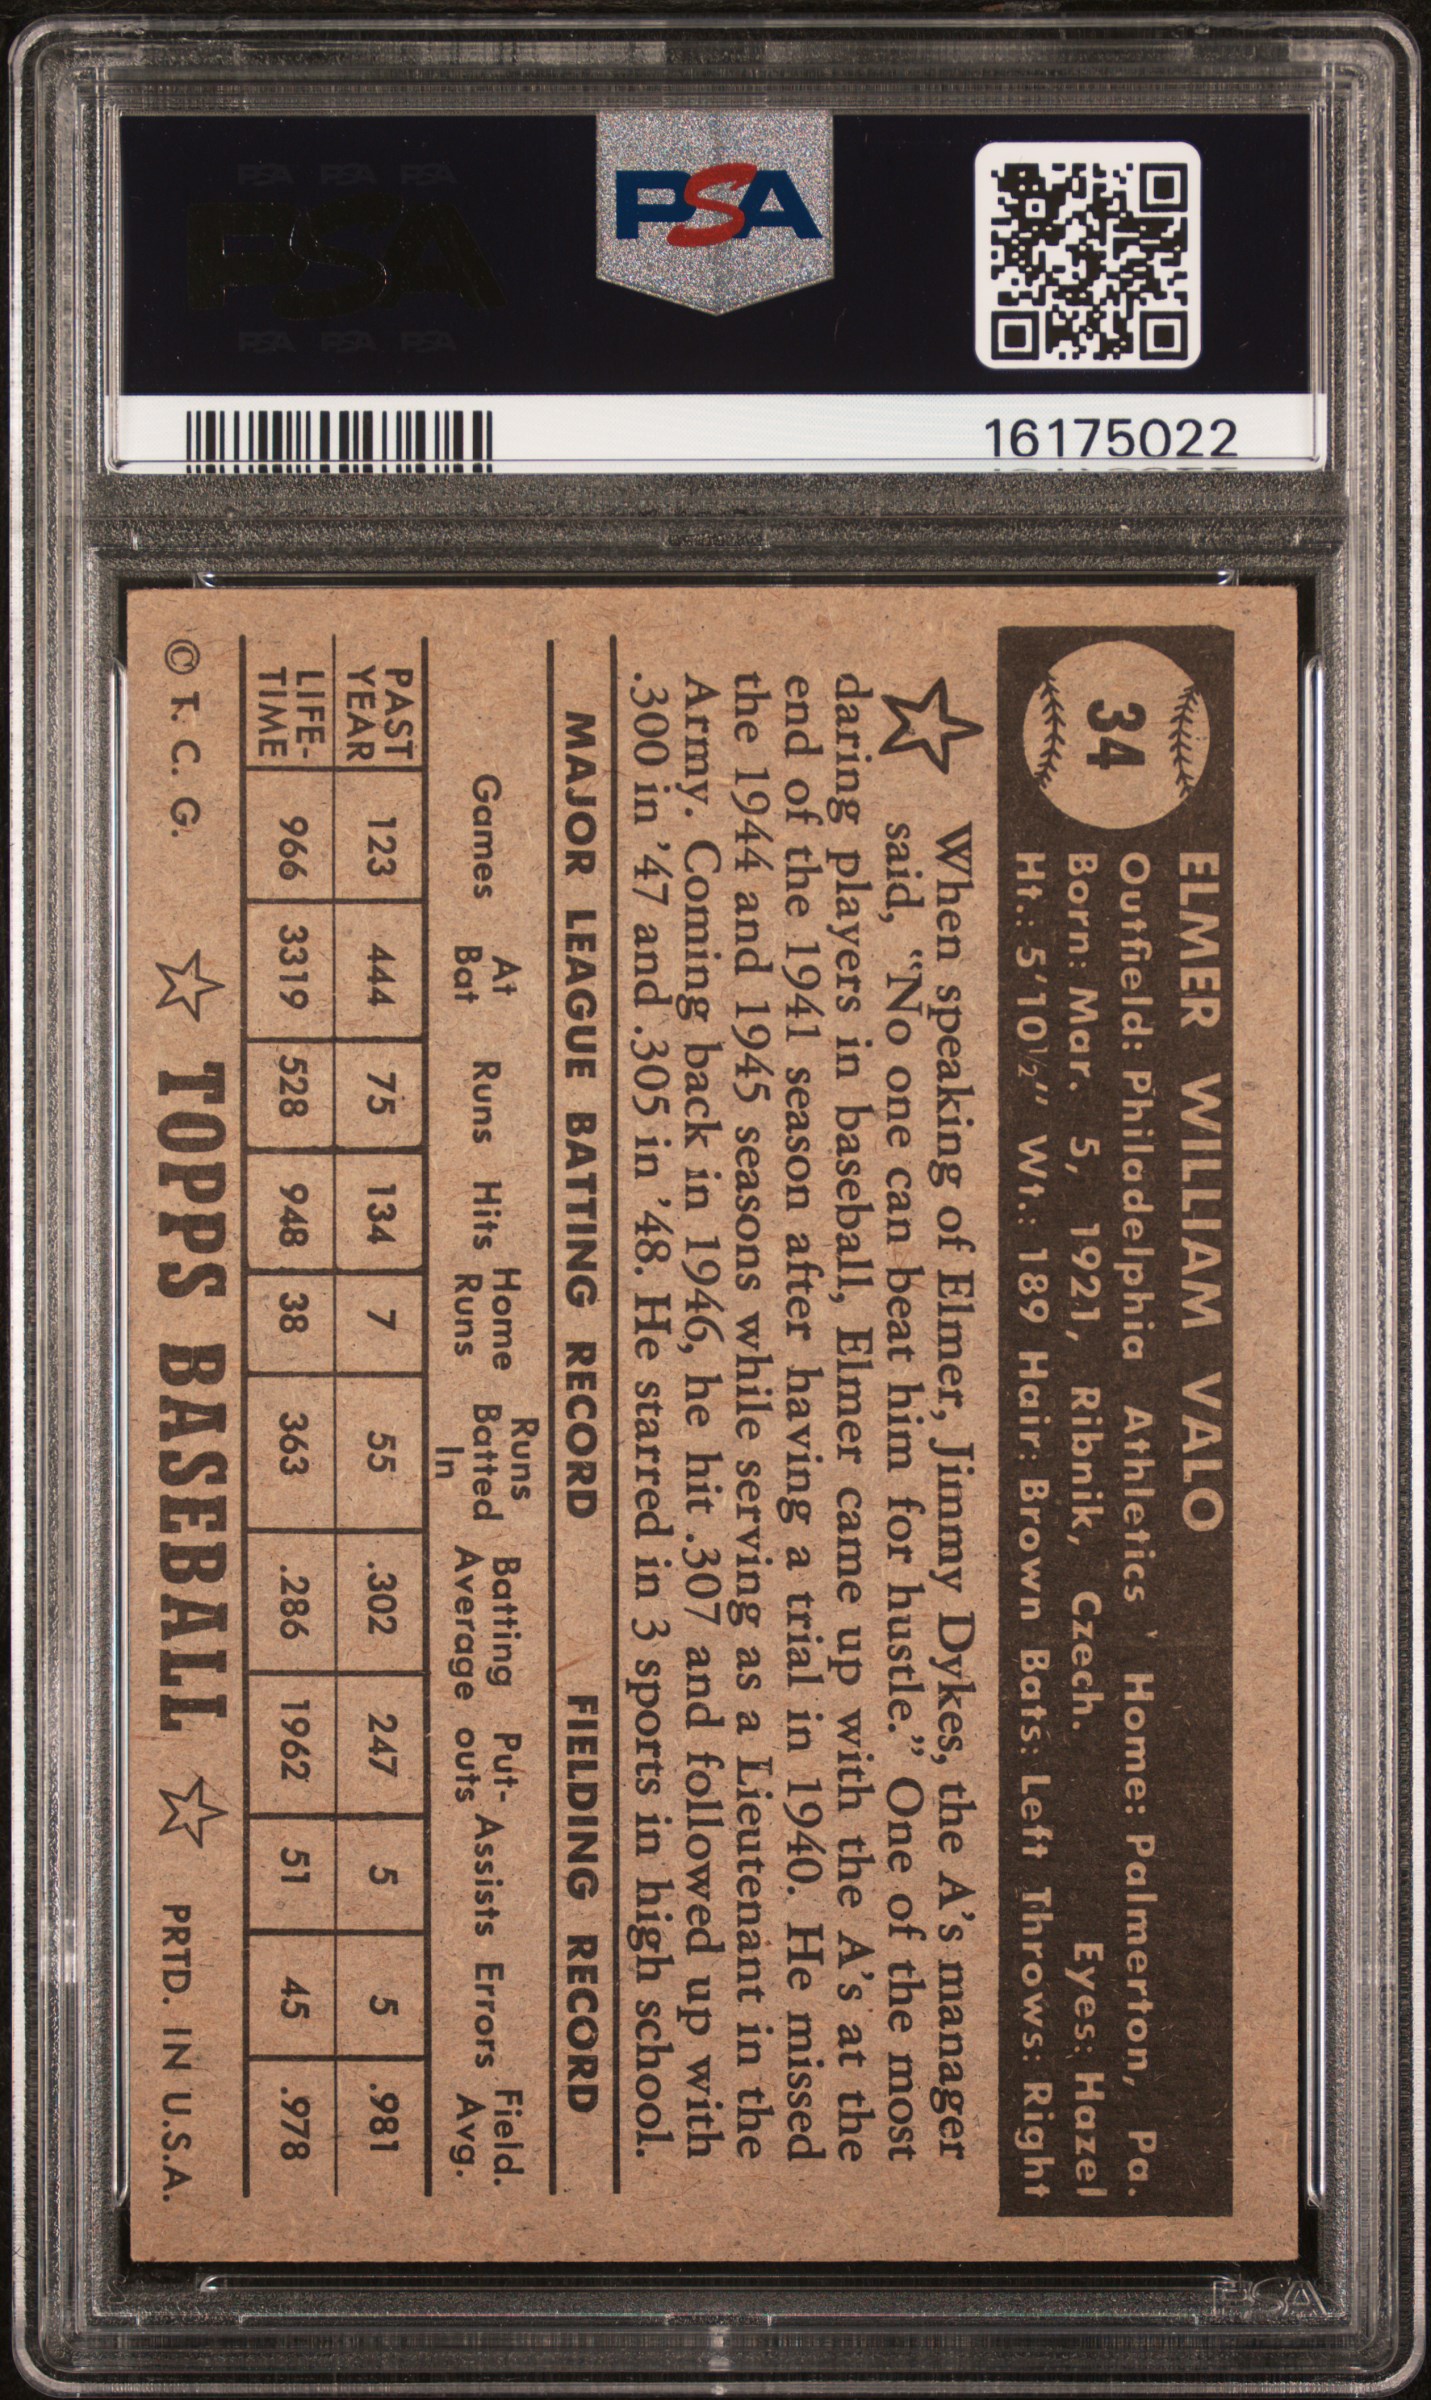 PSA PSA PSA
PSA
PSA PSA PSA
PSA
16175022
34
ELMER WILLIAM VALO
Outfield: Philadelphia Athletics Home: Palmerton, Pa.
Born: Mar. 5, 1921, Ribnik, Czech. Eyes: Hazel
Ht.: 5'10½" Wt.: 189 Hair: Brown Bats: Left Throws: Right
When speaking of Elmer, Jimmy Dykes, the A's manager
said, “No one can beat him for hustle.” One of the most
daring players in baseball, Elmer came up with the A's at the
end of the 1941 season after having a trial in 1940. He missed
the 1944 and 1945 seasons while serving as a Lieutenant in the
Army. Coming back in 1946, he hit .307 and followed up with
.300 in '47 and .305 in '48. He starred in 3 sports in high school.
MAJOR LEAGUE BATTING RECORD FIELDING RECORD
Games At Bat Runs Hits Home Runs Runs Batted In Batting Average Put-outs Assists Errors Field. Avg.
PAST YEAR 123 444 75 134 7 55 .302 247 5 5 .981
LIFE-TIME 966 3319 528 948 38 363 .286 1962 51 45 .978
© T. C. G. TOPPS BASEBALL PRTD. IN U.S.A.
PSA